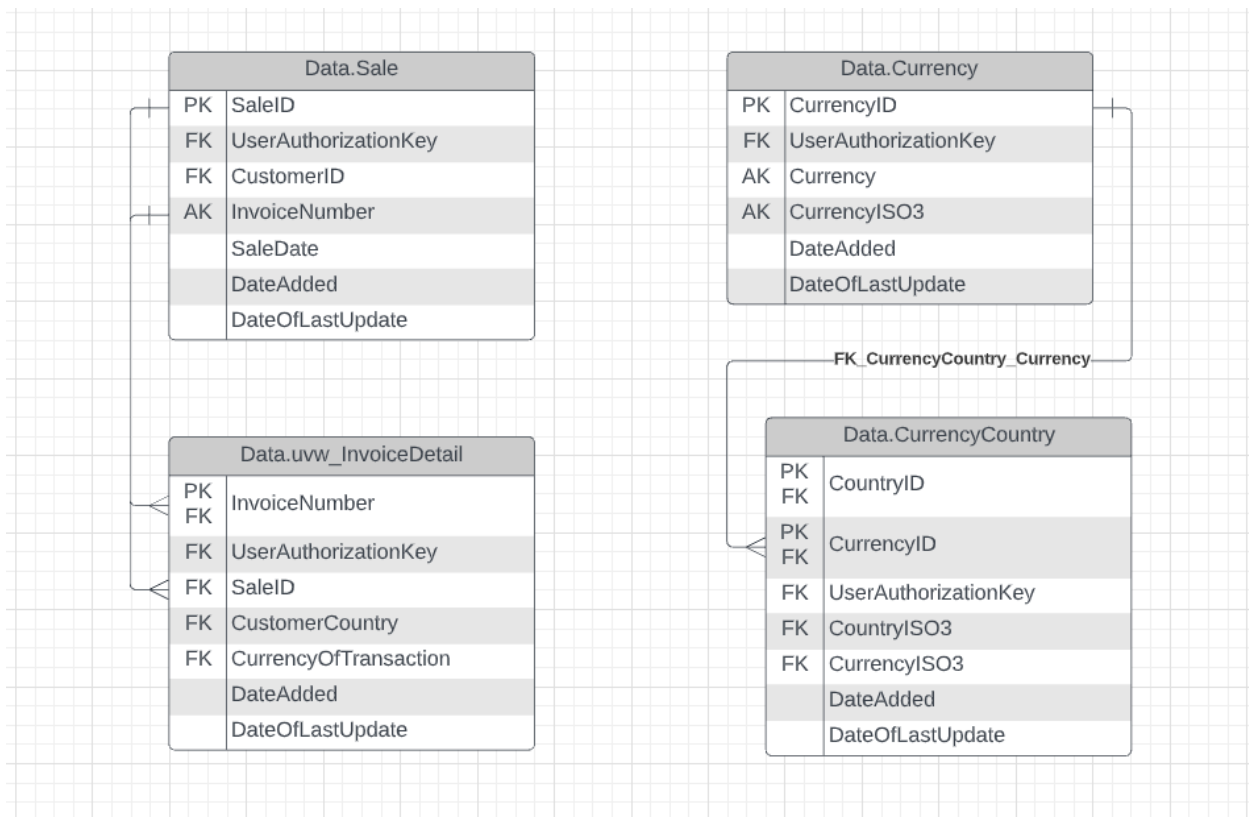 Data.Sale
PK SaleID
FK UserAuthorizationKey
FK CustomerID
AK InvoiceNumber
SaleDate
DateAdded
DateOfLastUpdate
Data.Currency
PK CurrencyID
FK UserAuthorizationKey
AK Currency
AK CurrencyISO3
DateAdded
DateOfLastUpdate
FK_CurrencyCountry_Currency
Data.uvw_InvoiceDetail
PK
FK InvoiceNumber
FK UserAuthorizationKey
FK SaleID
FK CustomerCountry
FK CurrencyOfTransaction
DateAdded
DateOfLastUpdate
Data.CurrencyCountry
PK
FK CountryID
PK
FK CurrencyID
FK UserAuthorizationKey
FK CountryISO3
FK CurrencyISO3
DateAdded
DateOfLastUpdate